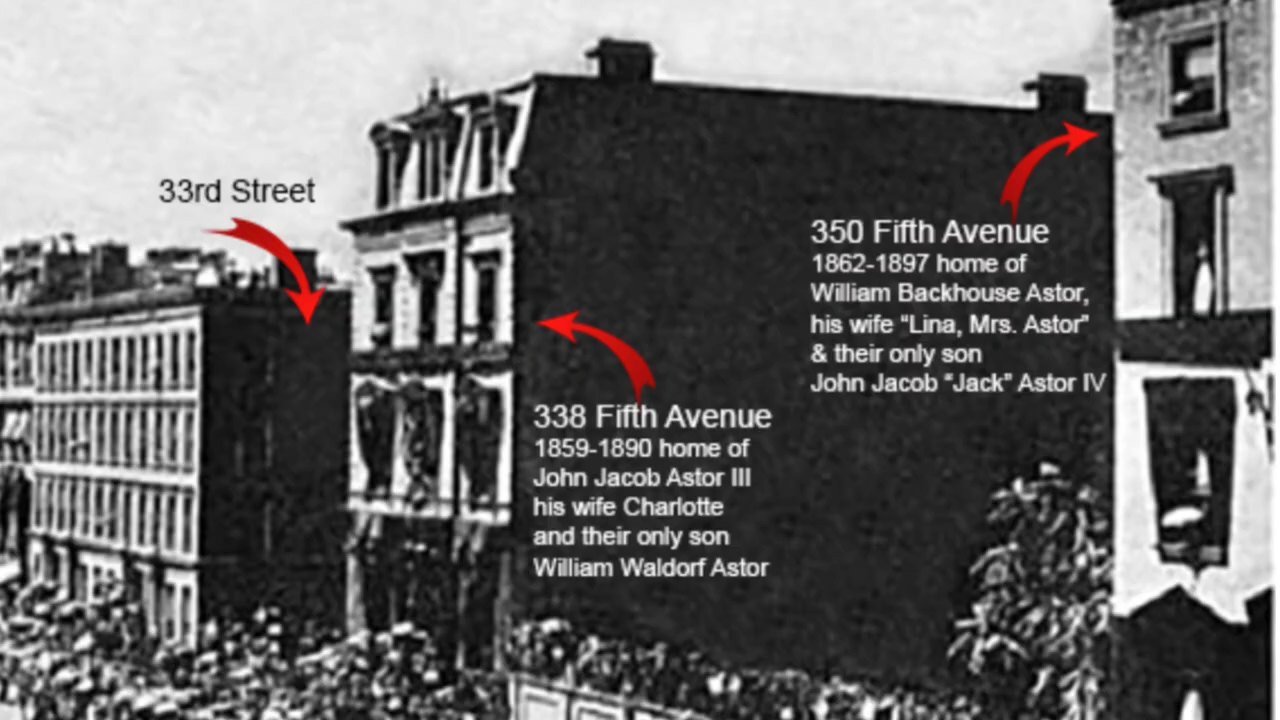 33rd Street
350 Fifth Avenue
1862-1897 home of
William Backhouse Astor,
his wife “Lina, Mrs. Astor”
& their only son
John Jacob “Jack” Astor IV
338 Fifth Avenue
1859-1890 home of
John Jacob Astor III
his wife Charlotte
and their only son
William Waldorf Astor